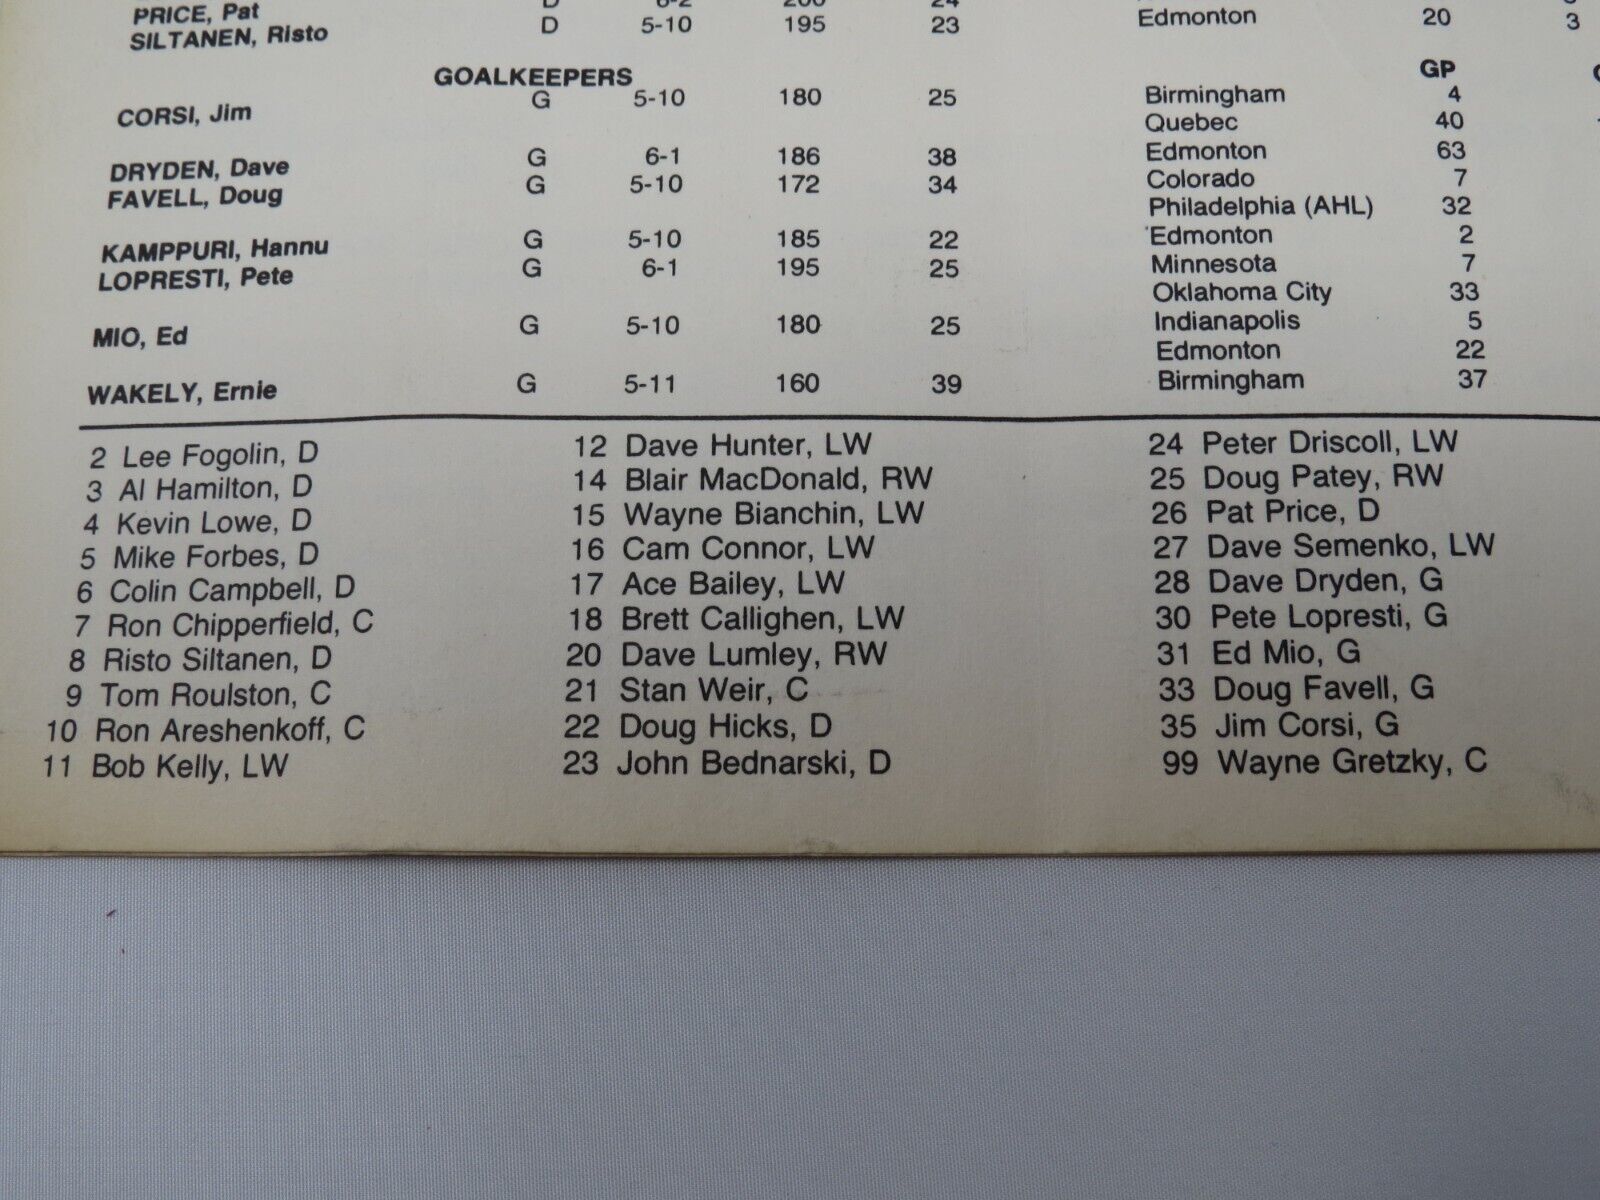 PRICE, Pat D 6-2 200 24
SILTANEN, Risto D 5-10 195 23 Edmonton 20 3
GOALKEEPERS GP
CORSI, Jim G 5-10 180 25 Birmingham 4
Quebec 40
DRYDEN, Dave G 6-1 186 38 Edmonton 63
FAVELL, Doug G 5-10 172 34 Colorado 7
Philadelphia (AHL) 32
KAMPPURI, Hannu G 5-10 185 22 Edmonton 2
LOPRESTI, Pete G 6-1 195 25 Minnesota 7
Oklahoma City 33
MIO, Ed G 5-10 180 25 Indianapolis 5
Edmonton 22
WAKELY, Ernie G 5-11 160 39 Birmingham 37
2 Lee Fogolin, D
3 Al Hamilton, D
4 Kevin Lowe, D
5 Mike Forbes, D
6 Colin Campbell, D
7 Ron Chipperfield, C
8 Risto Siltanen, D
9 Tom Roulston, C
10 Ron Areshenkoff, C
11 Bob Kelly, LW
12 Dave Hunter, LW
14 Blair MacDonald, RW
15 Wayne Bianchin, LW
16 Cam Connor, LW
17 Ace Bailey, LW
18 Brett Callighen, LW
20 Dave Lumley, RW
21 Stan Weir, C
22 Doug Hicks, D
23 John Bednarski, D
24 Peter Driscoll, LW
25 Doug Patey, RW
26 Pat Price, D
27 Dave Semenko, LW
28 Dave Dryden, G
30 Pete Lopresti, G
31 Ed Mio, G
33 Doug Favell, G
35 Jim Corsi, G
99 Wayne Gretzky, C